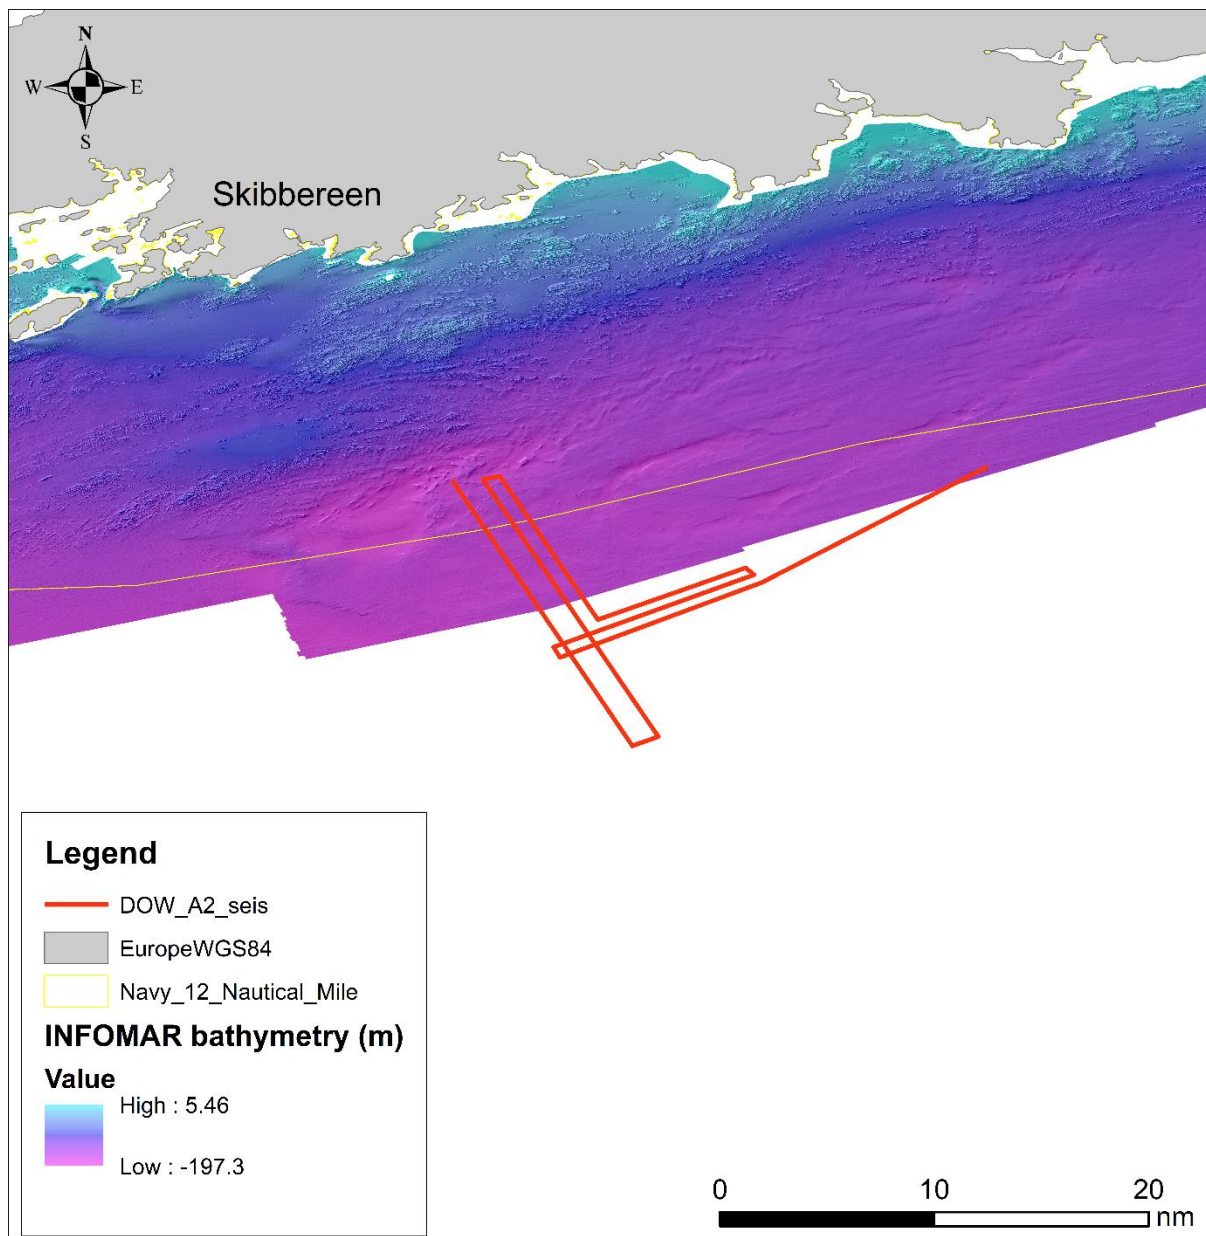 N
W E
S
Skibbereen
Legend
DOW_A2_seis
EuropeWGS84
Navy_12_Nautical_Mile
INFOMAR bathymetry (m)
Value
High : 5.46
Low : -197.3
0 10 20
nm